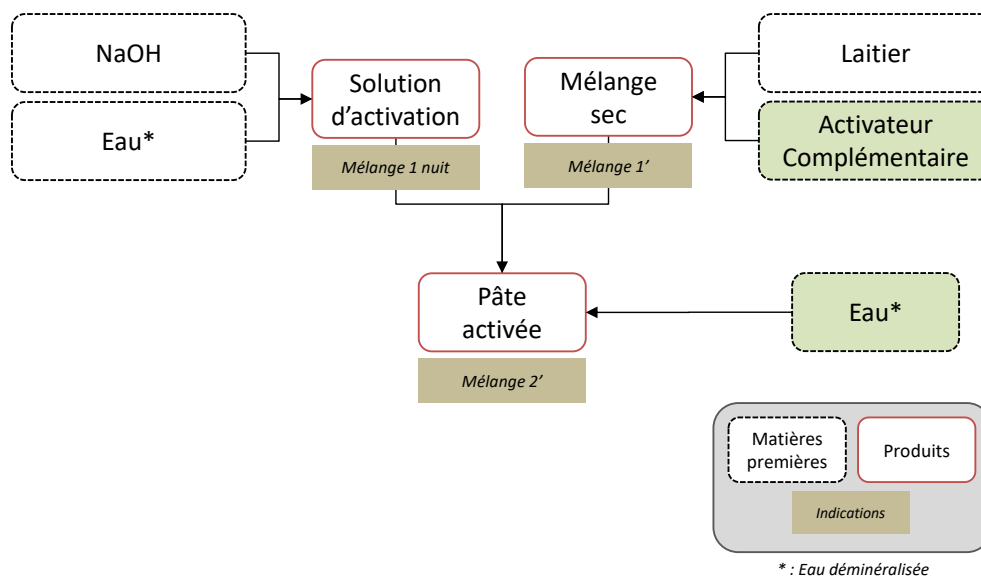 NaOH
Eau*
Solution
d’activation
Mélange 1 nuit
Mélange
sec
Mélange 1’
Laitier
Activateur
Complémentaire
Pâte
activée
Mélange 2’
Eau*
Matières
premières
Produits
Indications
* : Eau déminéralisée